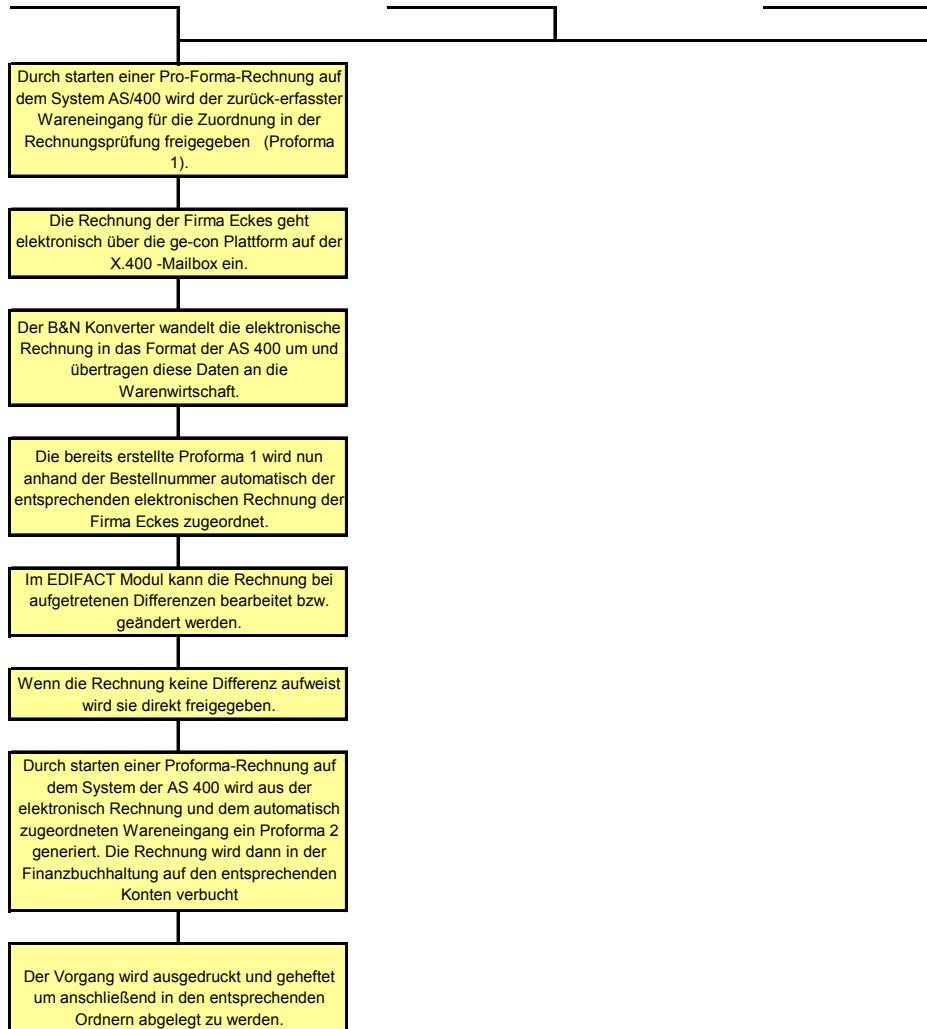 Durch starten einer Pro-Forma-Rechnung auf
dem System AS/400 wird der zurück-erfasster
Wareneingang für die Zuordnung in der
Rechnungsprüfung freigegeben (Proforma
1).
Die Rechnung der Firma Eckes geht
elektronisch über die ge-con Plattform auf der
X.400 -Mailbox ein.
Der B&N Konverter wandelt die elektronische
Rechnung in das Format der AS 400 um und
übertragen diese Daten an die
Warenwirtschaft.
Die bereits erstellte Proforma 1 wird nun
anhand der Bestellnummer automatisch der
entsprechenden elektronischen Rechnung der
Firma Eckes zugeordnet.
Im EDIFACT Modul kann die Rechnung bei
aufgetretenen Differenzen bearbeitet bzw.
geändert werden.
Wenn die Rechnung keine Differenz aufweist
wird sie direkt freigegeben.
Durch starten einer Proforma-Rechnung auf
dem System der AS 400 wird aus der
elektronisch Rechnung und dem automatisch
zugeordneten Wareneingang ein Proforma 2
generiert. Die Rechnung wird dann in der
Finanzbuchhaltung auf den entsprechenden
Konten verbucht
Der Vorgang wird ausgedruckt und geheftet
um anschließend in den entsprechenden
Ordnern abgelegt zu werden.